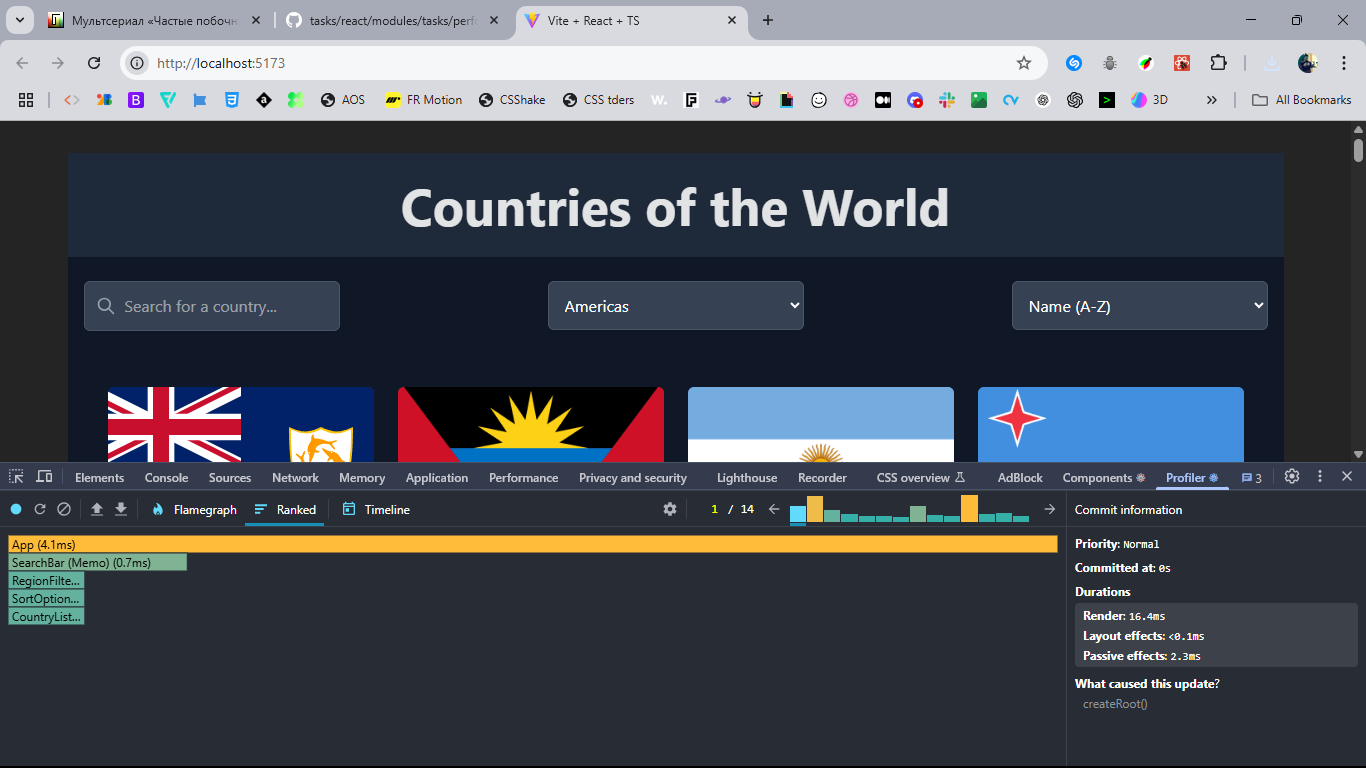 Мультсериал «Частые побочн
tasks/react/modules/tasks/perfo
Vite + React + TS
http://localhost:5173
AOS
FR Motion
CSShake
CSS tders
3D
All Bookmarks
Countries of the World
Search for a country...
Americas
Name (A-Z)
Elements
Console
Sources
Network
Memory
Application
Performance
Privacy and security
Lighthouse
Recorder
CSS overview
AdBlock
Components
Profiler
3
Flamegraph
Ranked
Timeline
1 / 14
Commit information
App (4.1ms)
SearchBar (Memo) (0.7ms)
RegionFilte...
SortOption...
CountryList...
Priority: Normal
Committed at: 0s
Durations
Render: 16.4ms
Layout effects: <0.1ms
Passive effects: 2.3ms
What caused this update?
createRoot()